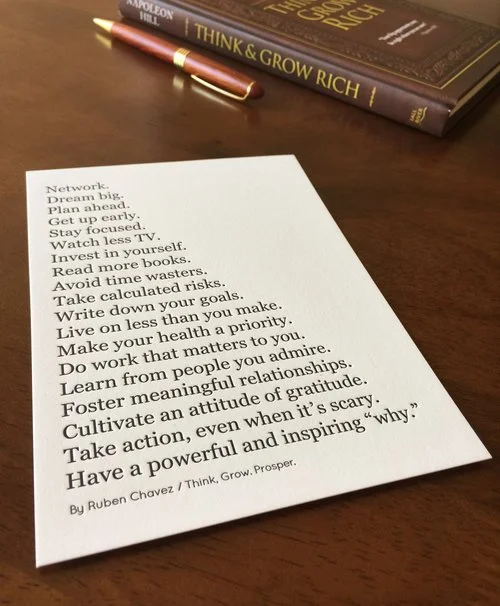 NAPOLEON
HILL
THINK & GROW RICH
THINK
GROW
RICH
Network.
Dream big.
Plan ahead.
Get up early.
Stay focused.
Watch less TV.
Invest in yourself.
Read more books.
Avoid time wasters.
Take calculated risks.
Write down your goals.
Live on less than you make.
Make your health a priority.
Do work that matters to you.
Learn from people you admire.
Foster meaningful relationships.
Cultivate an attitude of gratitude.
Take action, even when it’s scary.
Have a powerful and inspiring “why.”
By Ruben Chavez / Think. Grow. Prosper.